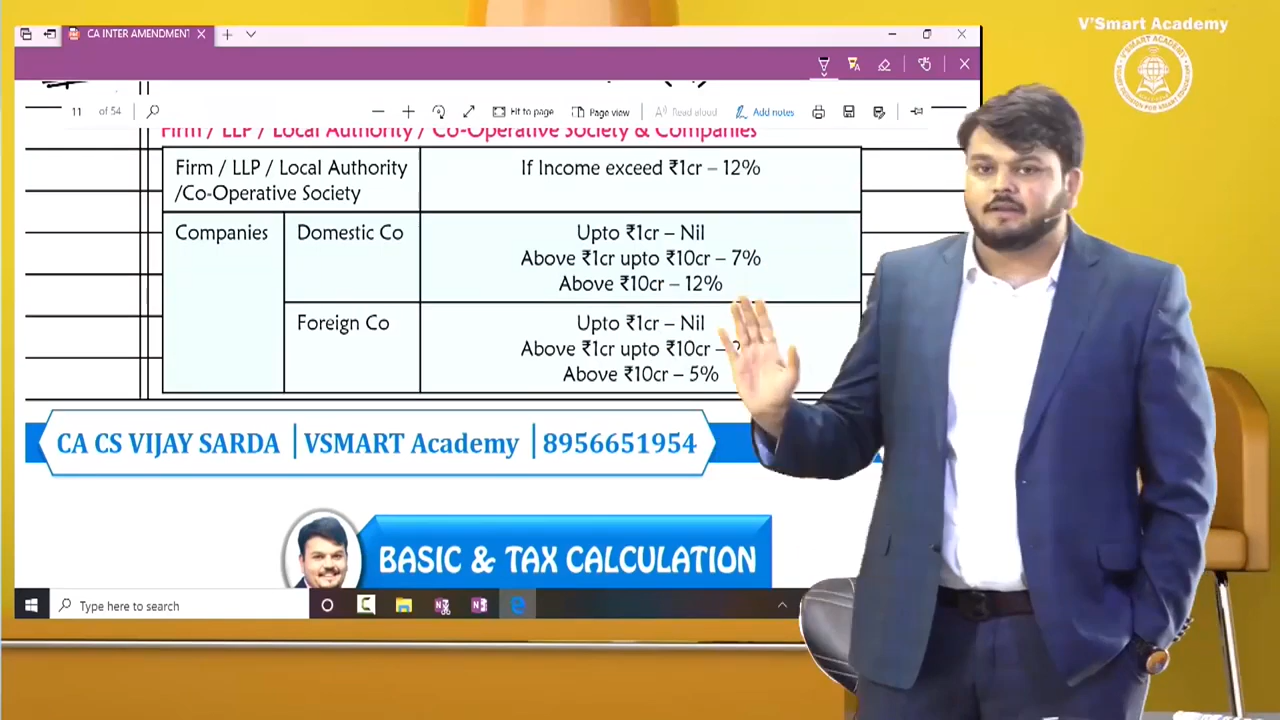 V'Smart Academy
CA INTER AMENDMENT
11 of 54
Fit to page
Page view
Read aloud
Add notes
Firm / LLP / Local Authority / Co-Operative Society & Companies
Firm / LLP / Local Authority
/Co-Operative Society
If Income exceed ₹1cr – 12%
Companies
Domestic Co
Upto ₹1cr – Nil
Above ₹1cr upto ₹10cr – 7%
Above ₹10cr – 12%
Foreign Co
Upto ₹1cr – Nil
Above ₹1cr upto ₹10cr –
Above ₹10cr – 5%
CA CS VIJAY SARDA | VSMART Academy | 8956651954
BASIC & TAX CALCULATION
Type here to search